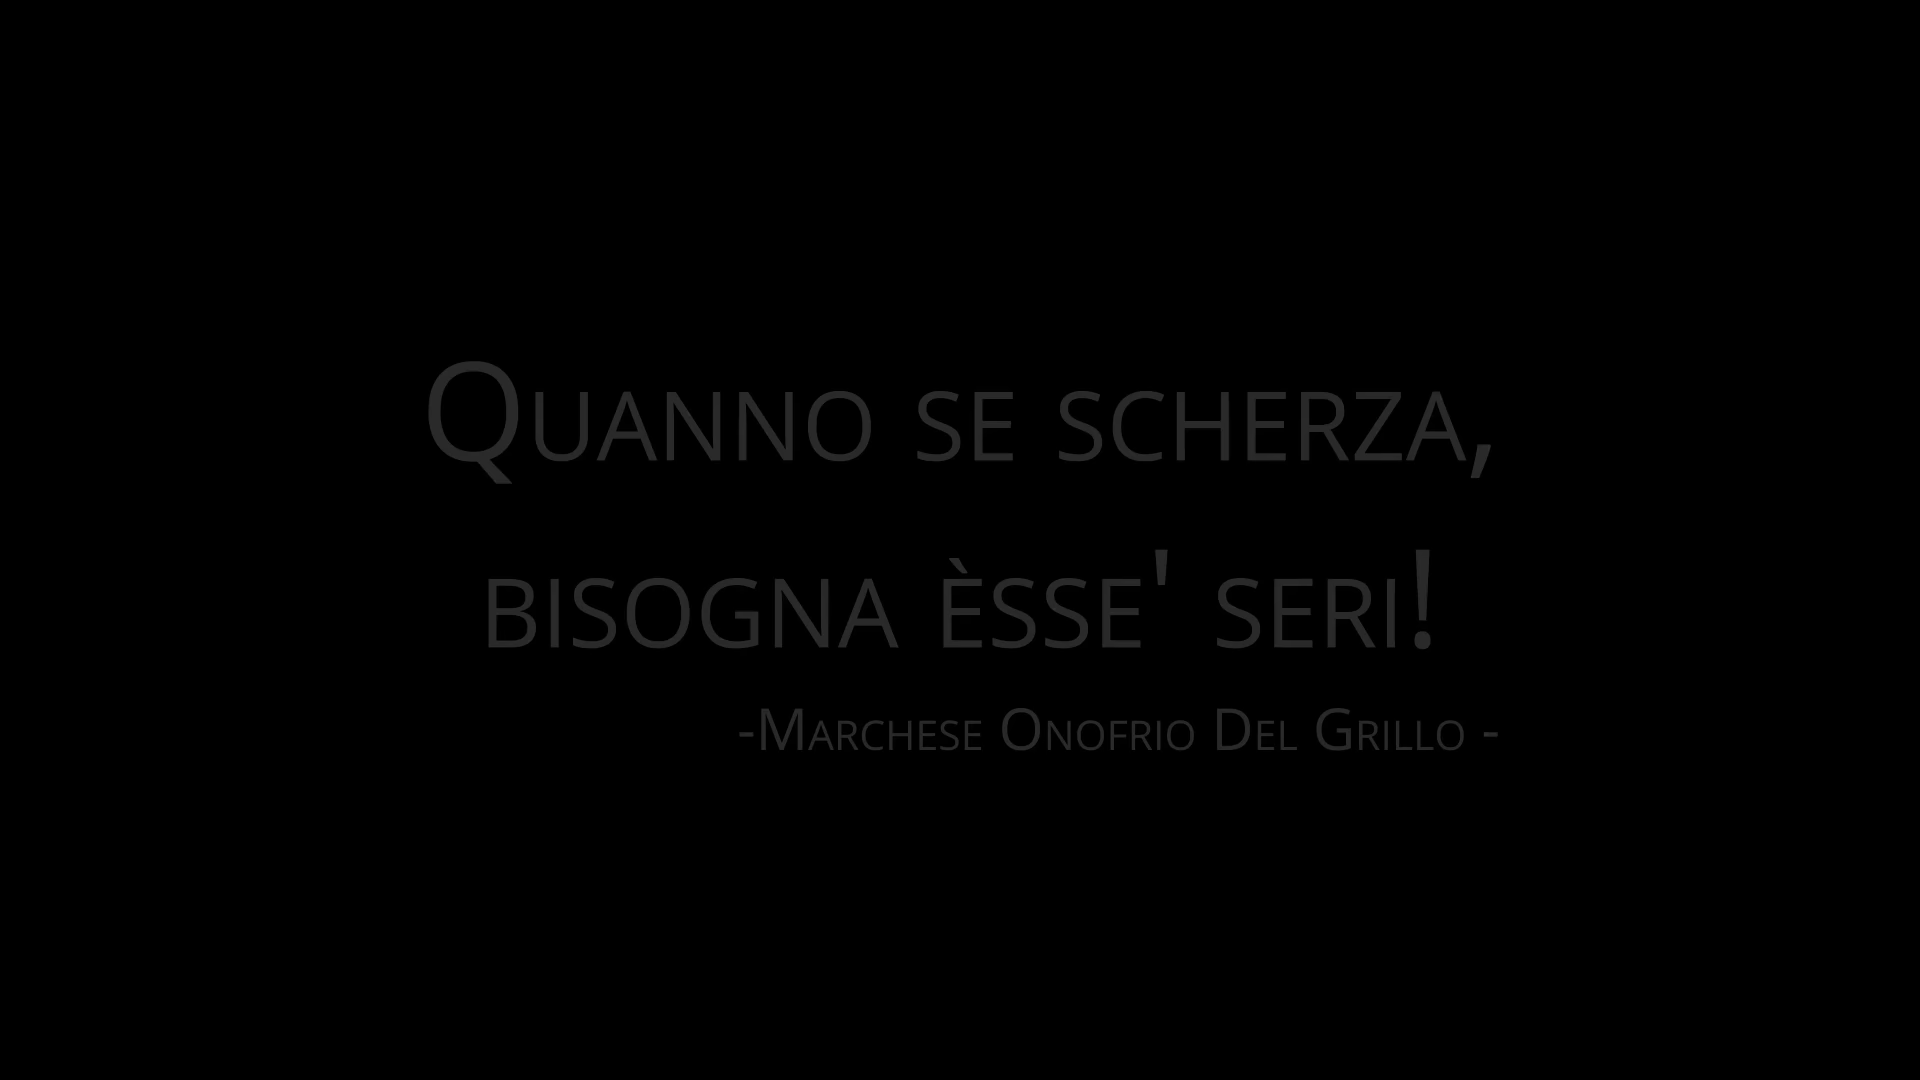 Quanno se scherza,
bisogna èsse' seri!
-Marchese Onofrio Del Grillo -